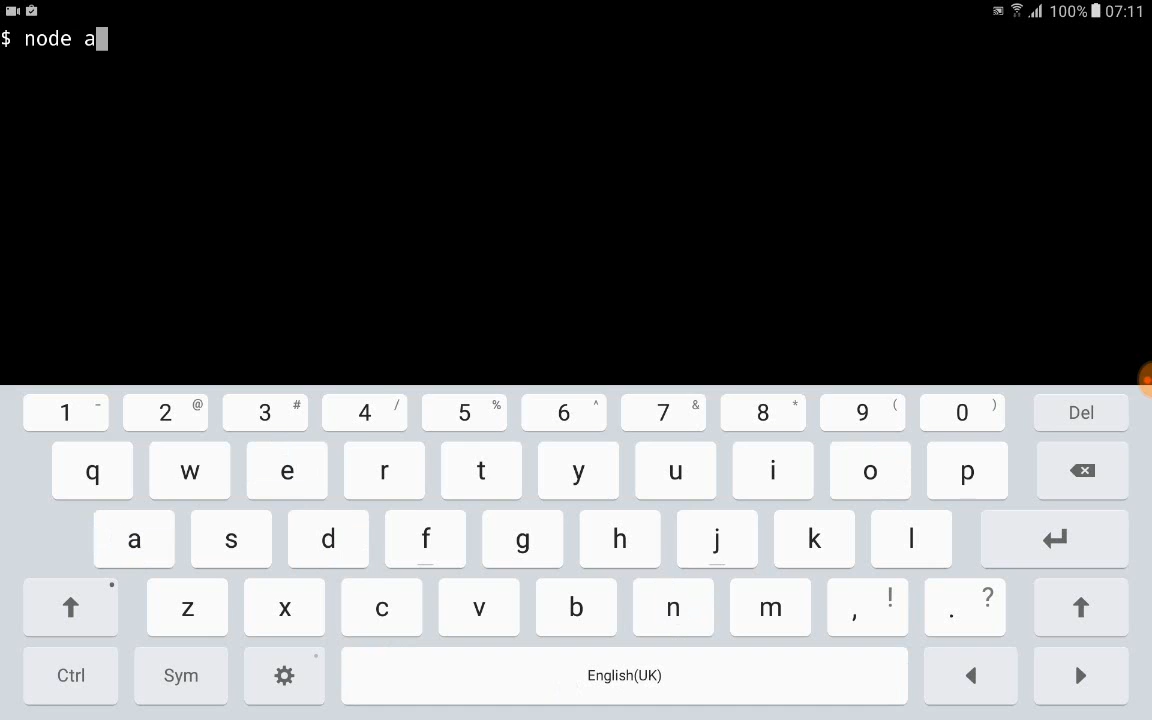 100% 07:11
$ node a
1 - 2 @ 3 # 4 / 5 % 6 ^ 7 & 8 * 9 ( 0 ) Del
q w e r t y u i o p
a s d f g h j k l
z x c v b n m , ! . ?
Ctrl Sym English(UK)